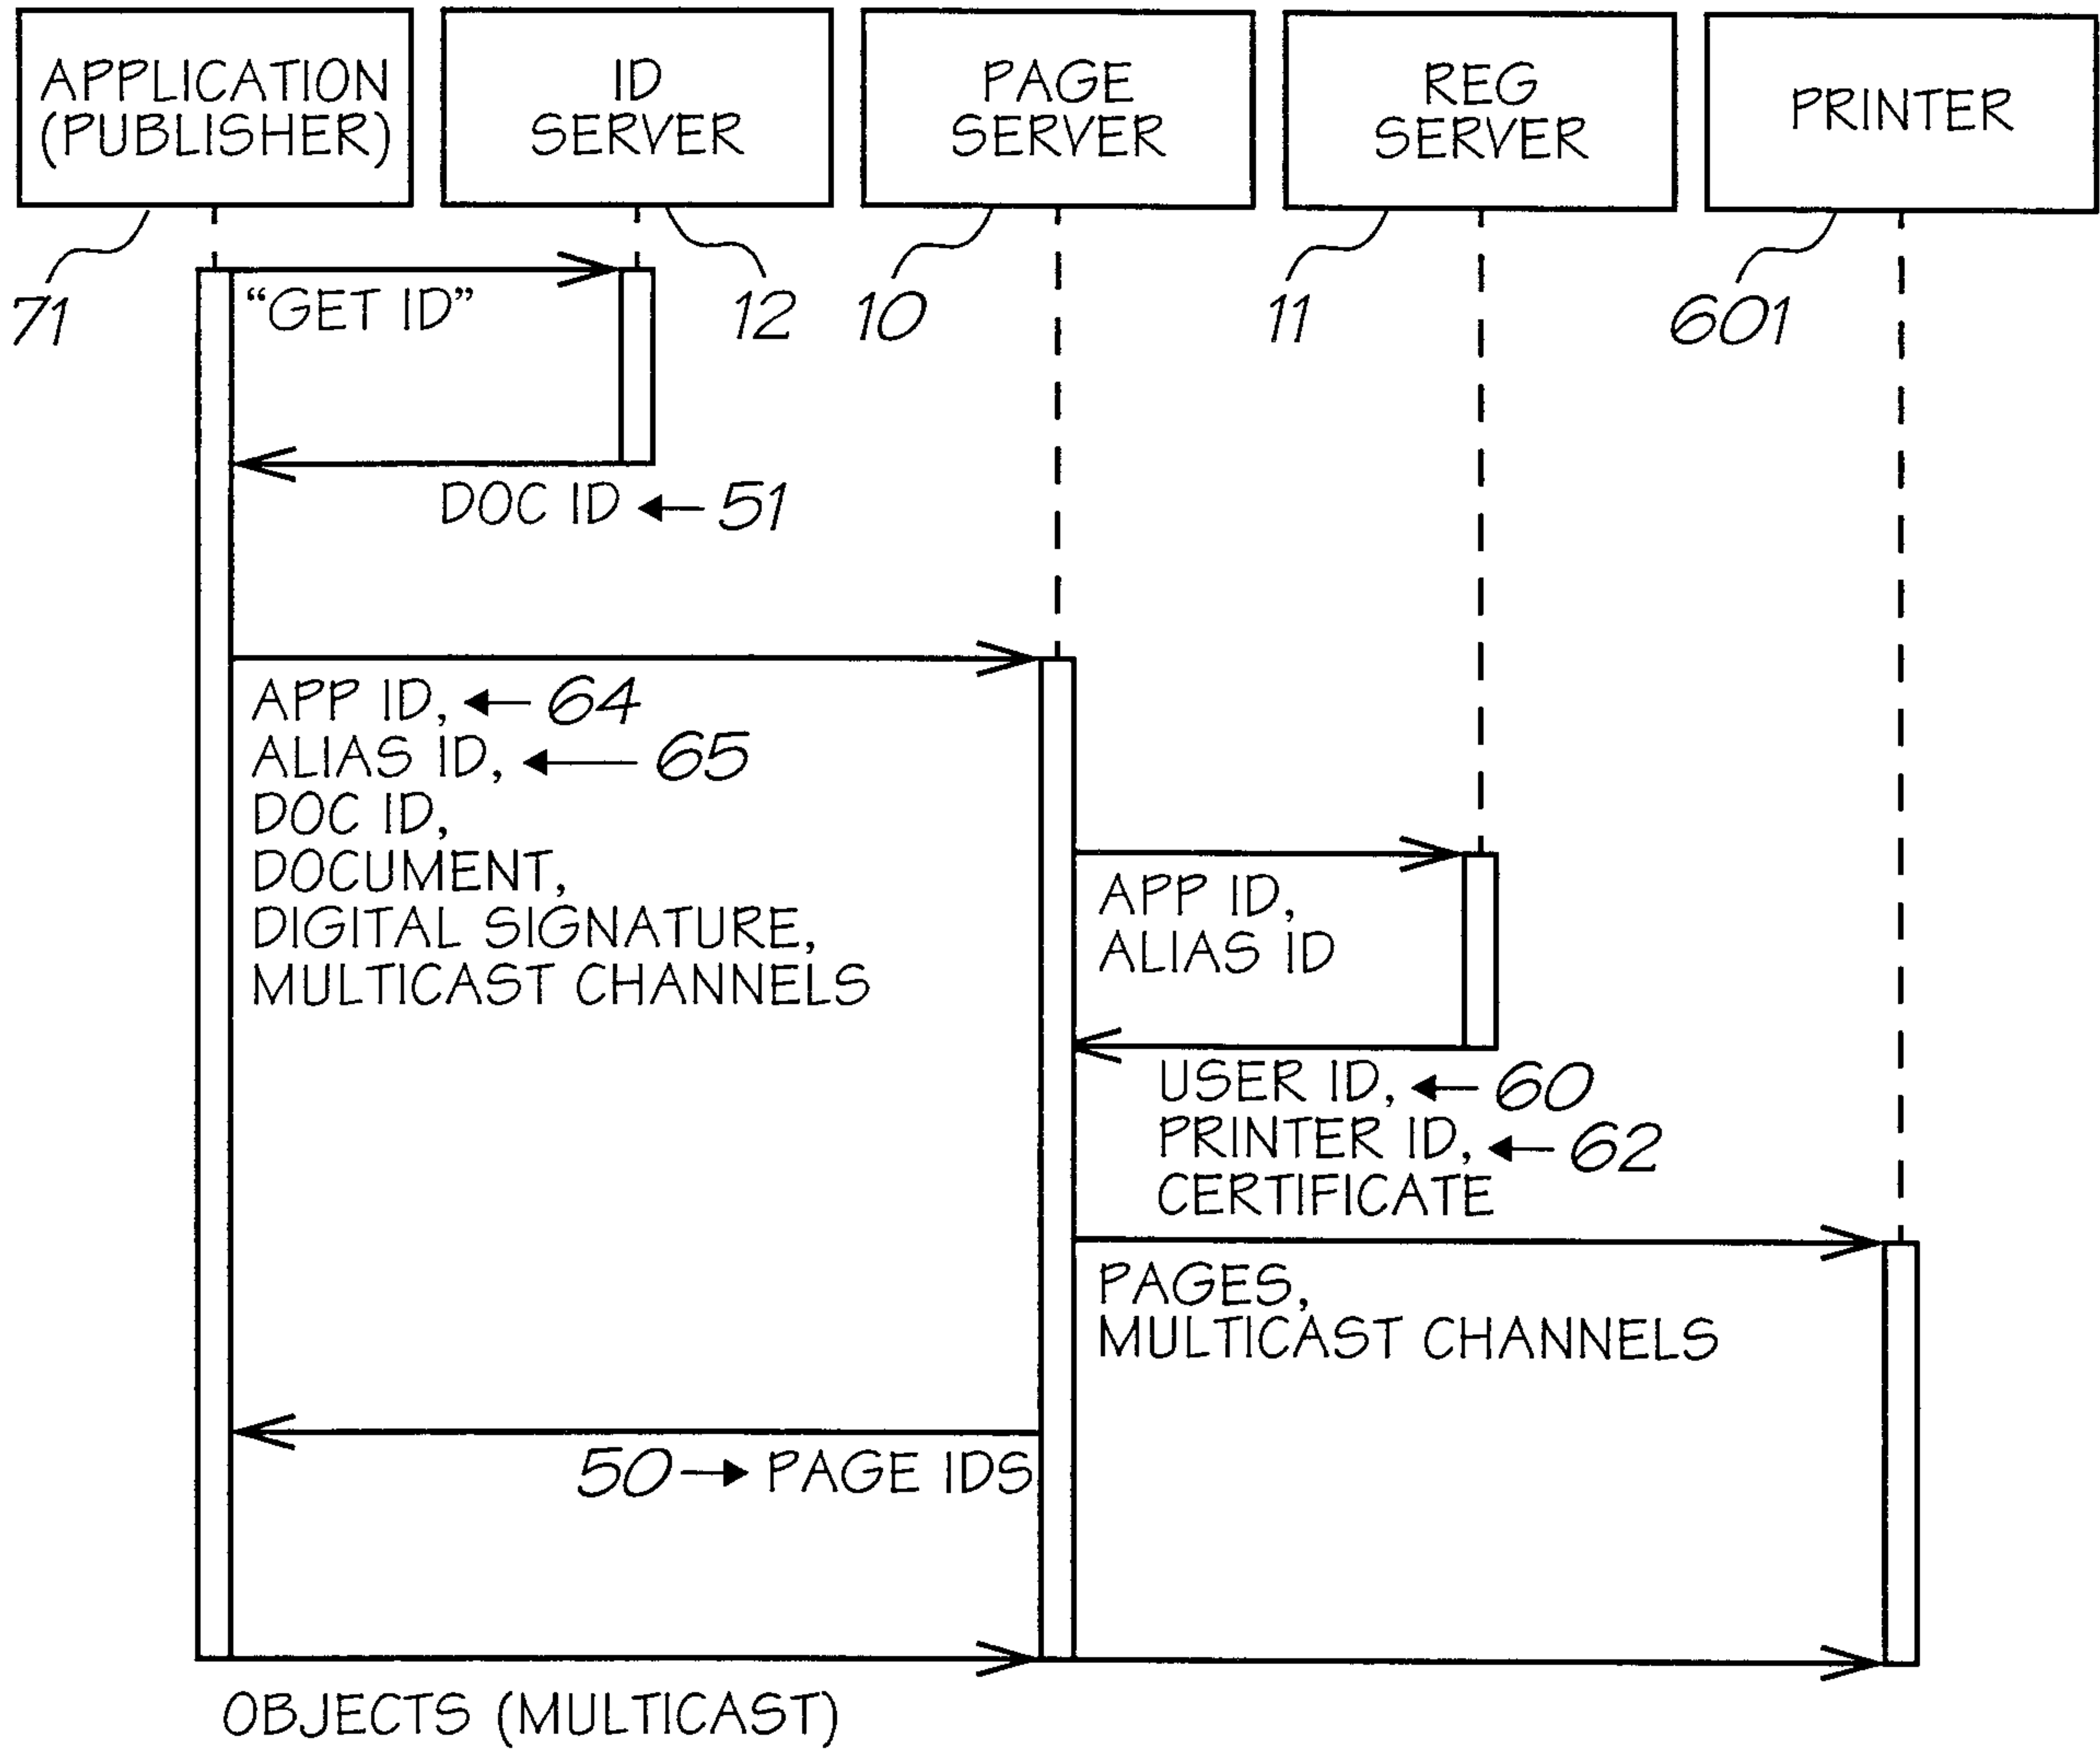 APPLICATION
(PUBLISHER)
ID
SERVER
PAGE
SERVER
REG
SERVER
PRINTER
71
12
10
11
601
“GET ID”
DOC ID 51
APP ID, 64
ALIAS ID, 65
DOC ID,
DOCUMENT,
DIGITAL SIGNATURE,
MULTICAST CHANNELS
APP ID,
ALIAS ID
USER ID, 60
PRINTER ID, 62
CERTIFICATE
PAGES,
MULTICAST CHANNELS
50 PAGE IDS
OBJECTS (MULTICAST)